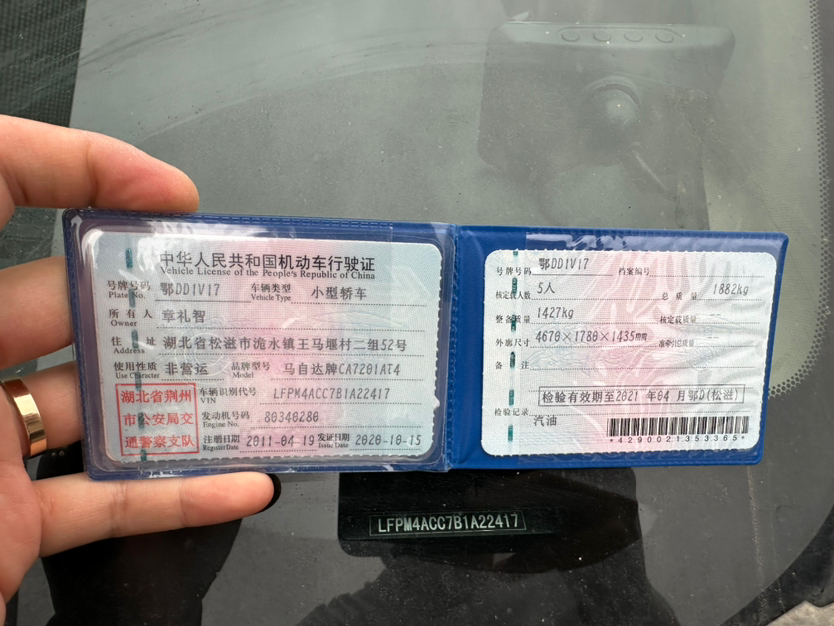 中华人民共和国机动车行驶证
Vehicle License of the People's Republic of China
号牌号码 鄂DD1V17 车辆类型 小型轿车
Plate No. Vehicle Type
所有人 章礼智
Owner
住址 湖北省松滋市洈水镇王马堰村二组52号
Address
使用性质 非营运 品牌型号 马自达牌CA7201AT4
Use Character Model
湖北省荆州
市公安局交
通警察支队
车辆识别代号 LFPM4ACC7B1A22417
VIN
发动机号码 80340280
Engine No.
注册日期 2011-04-19 发证日期 2020-10-15
Register Date Issue Date
号牌号码 鄂DD1V17 档案编号
核定载人数 5人 总质量 1882kg
整备质量 1427kg 核定载质量 --
外廓尺寸 4670×1780×1435mm 准牵引总质量 --
备注
检验有效期至2021年04月鄂D(松滋)
检验记录
汽油
*4290021353365*
LFPM4ACC7B1A22417